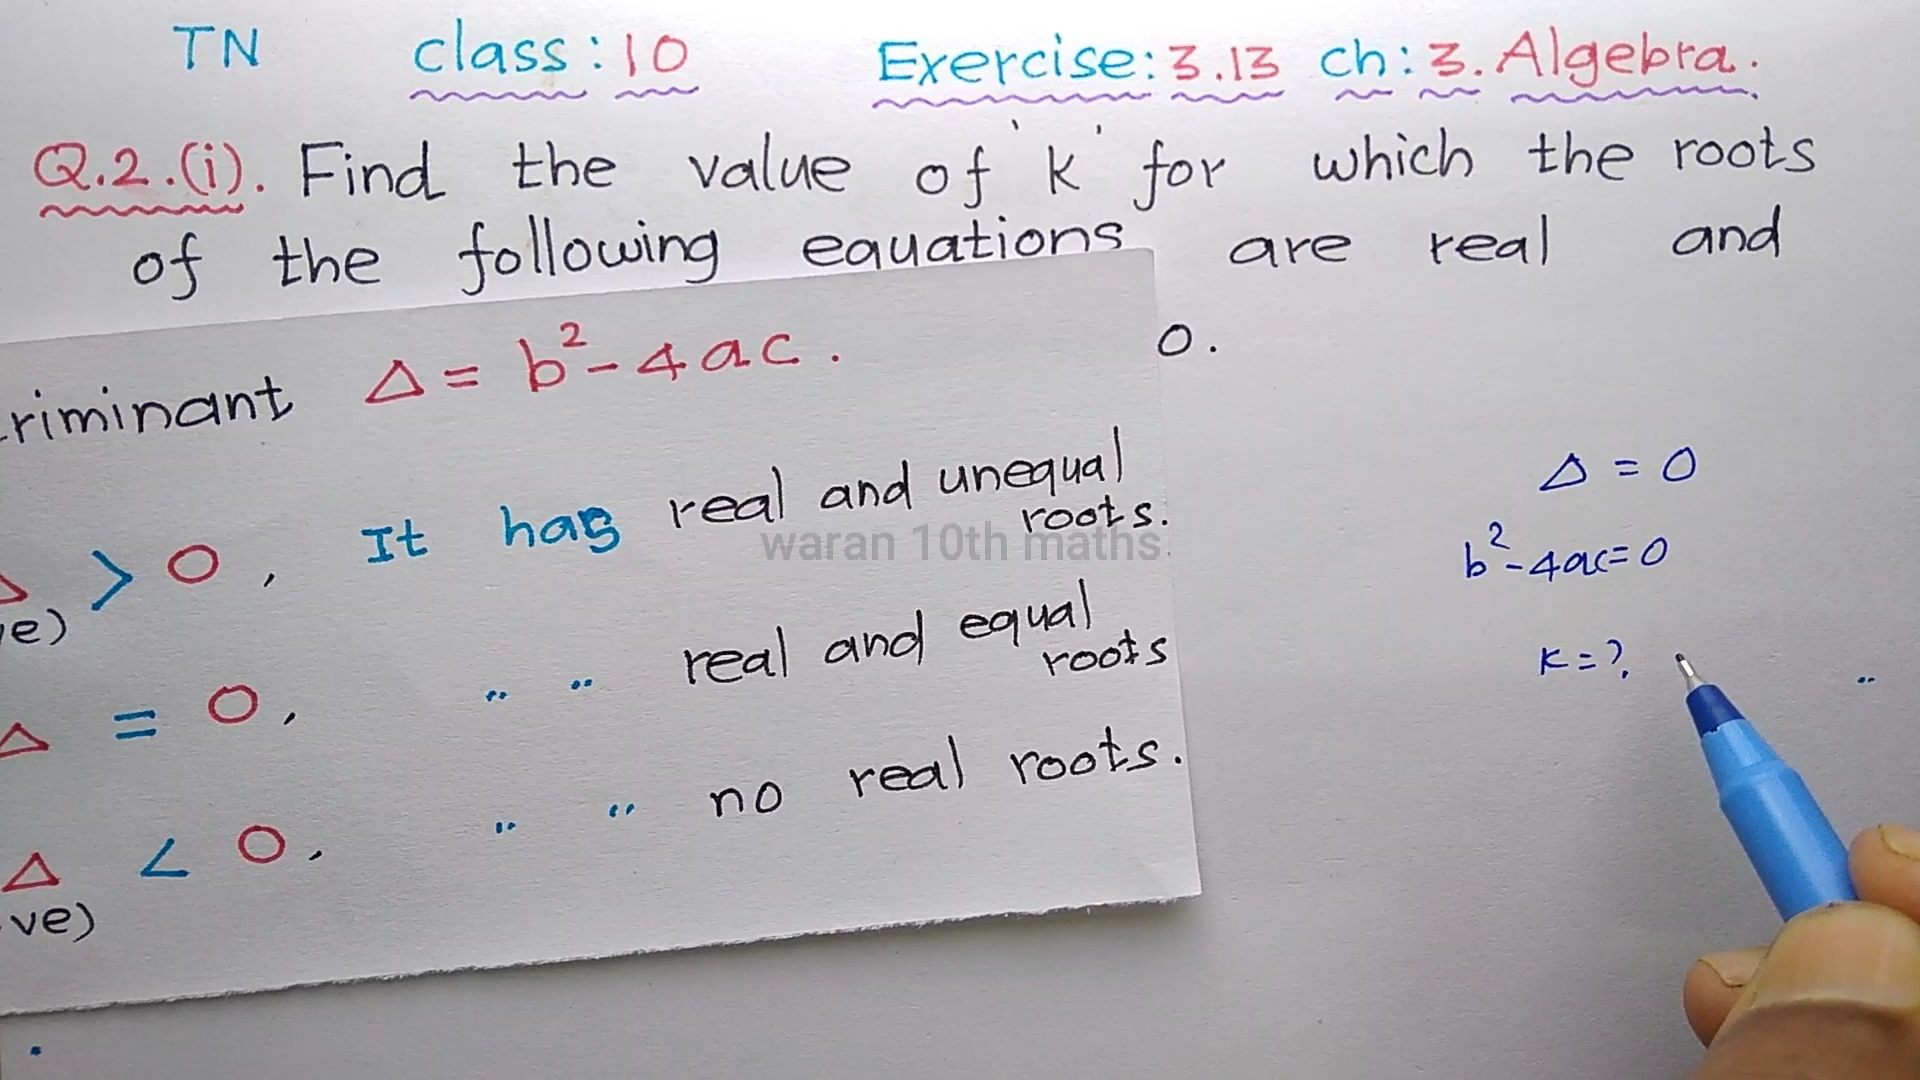 TN class: 10 Exercise: 3.13 ch: 3. Algebra.
Q.2.(i). Find the value of 'k' for which the roots
of the following equations are real and
0.
riminant Δ = b²-4ac.
Δ > 0, It has real and unequal
roots.
ve)
Δ = 0, " " real and equal
roots
Δ < 0, " " no real roots.
ve)
Δ = 0
b²-4ac=0
K=?
waran 10th maths